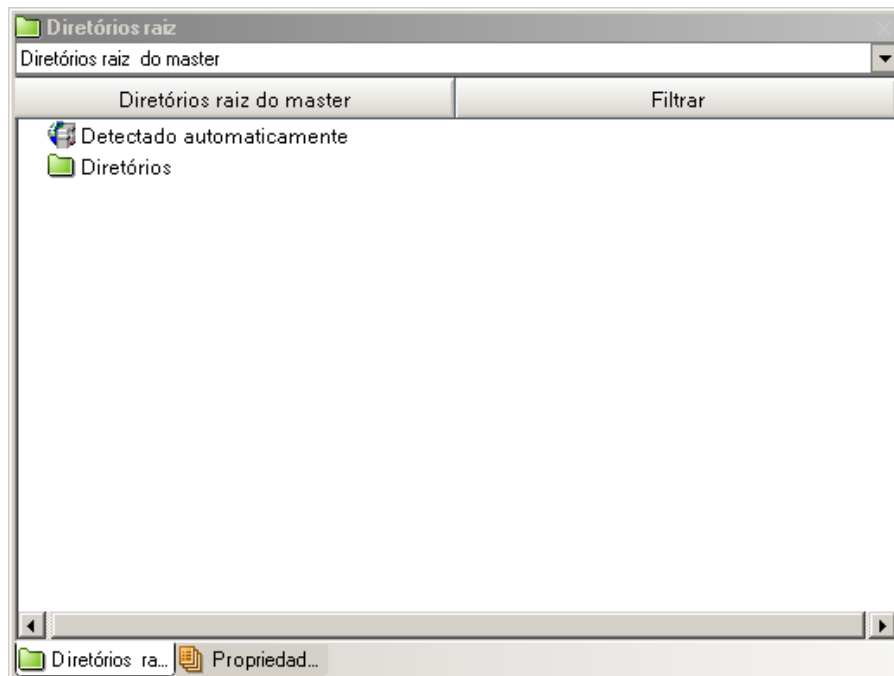 Diretórios raiz
Diretórios raiz do master
Diretórios raiz do master Filtrar
Detectado automaticamente
Diretórios
Diretórios ra... Propriedad...